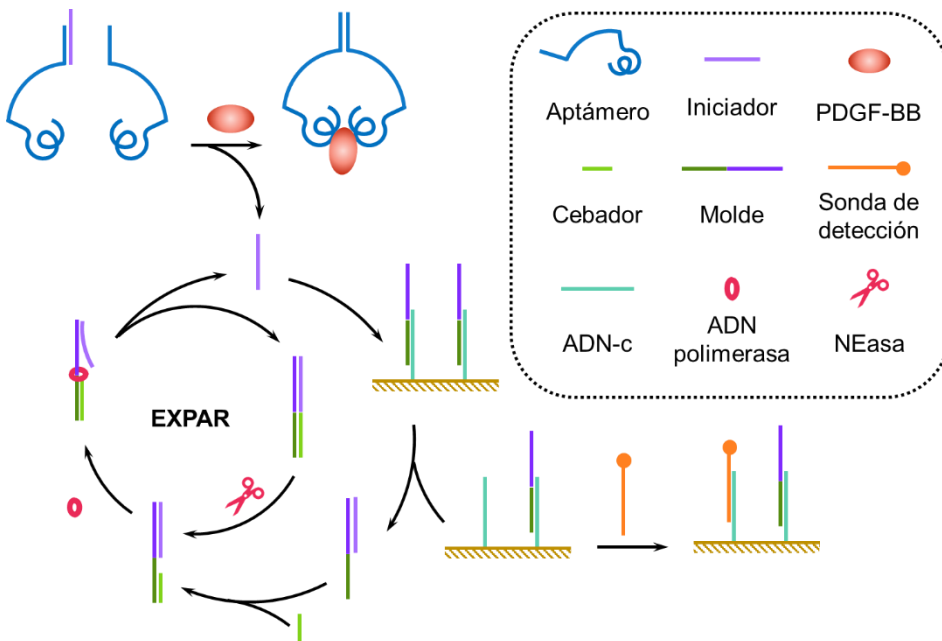 Aptámero
Iniciador
PDGF-BB
Cebador
Molde
Sonda de
detección
ADN-c
ADN
polimerasa
NEasa
EXPAR